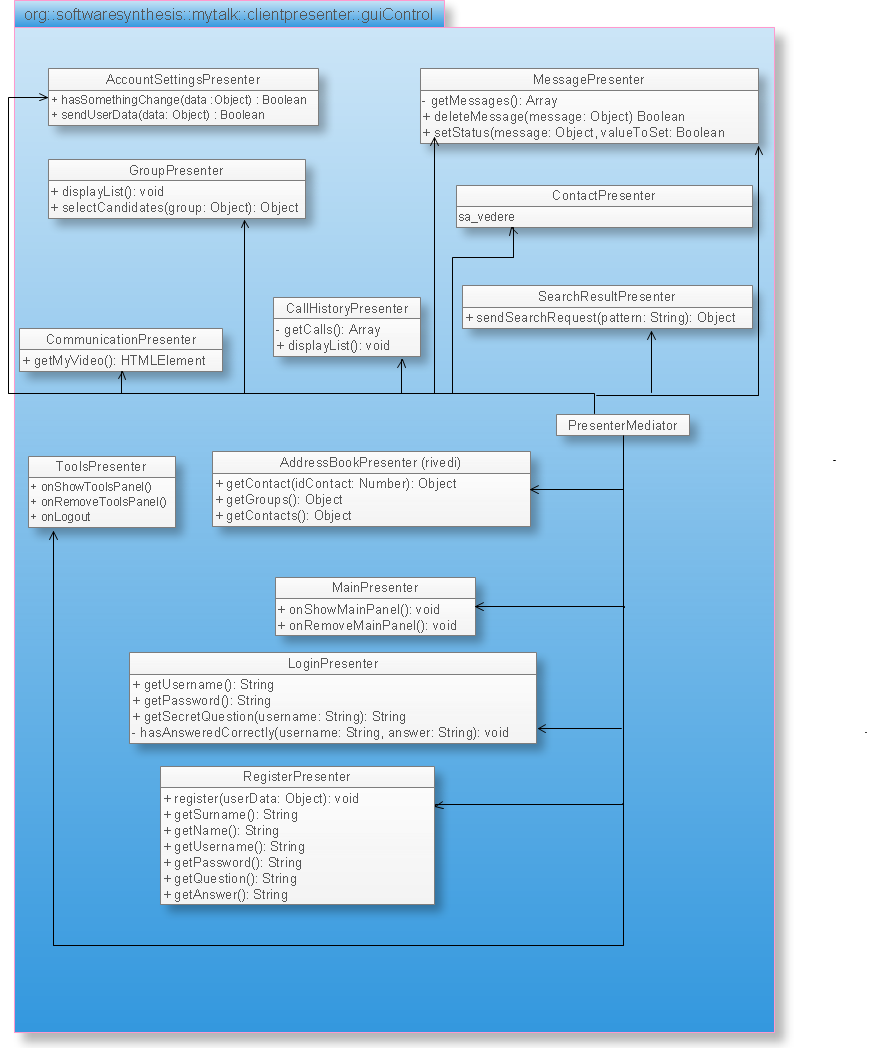 org::softwaresynthesis::mytalk::clientpresenter::guiControl
AccountSettingsPresenter
+ hasSomethingChange(data :Object) : Boolean
+ sendUserData(data: Object) : Boolean
MessagePresenter
- getMessages(): Array
+ deleteMessage(message: Object) Boolean
+ setStatus(message: Object, valueToSet: Boolean
GroupPresenter
+ displayList(): void
+ selectCandidates(group: Object): Object
ContactPresenter
sa_vedere
SearchResultPresenter
+ sendSearchRequest(pattern: String): Object
CallHistoryPresenter
- getCalls(): Array
+ displayList(): void
CommunicationPresenter
+ getMyVideo(): HTMLElement
PresenterMediator
ToolsPresenter
+ onShowToolsPanel()
+ onRemoveToolsPanel()
+ onLogout
AddressBookPresenter (rivedi)
+ getContact(idContact: Number): Object
+ getGroups(): Object
+ getContacts(): Object
MainPresenter
+ onShowMainPanel(): void
+ onRemoveMainPanel(): void
LoginPresenter
+ getUsername(): String
+ getPassword(): String
+ getSecretQuestion(username: String): String
- hasAnsweredCorrectly(username: String, answer: String): void
RegisterPresenter
+ register(userData: Object): void
+ getSurname(): String
+ getName(): String
+ getUsername(): String
+ getPassword(): String
+ getQuestion(): String
+ getAnswer(): String